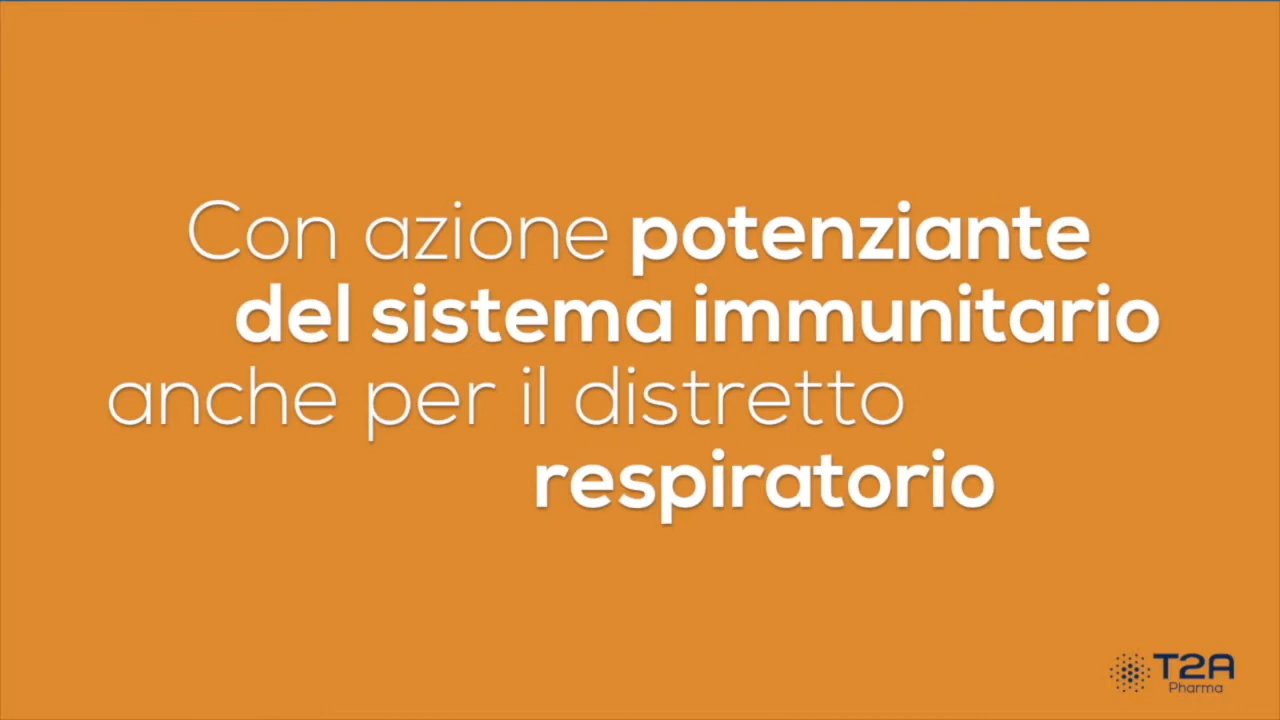 Con azione potenziante
del sistema immunitario
anche per il distretto
respiratorio
T2A
Pharma